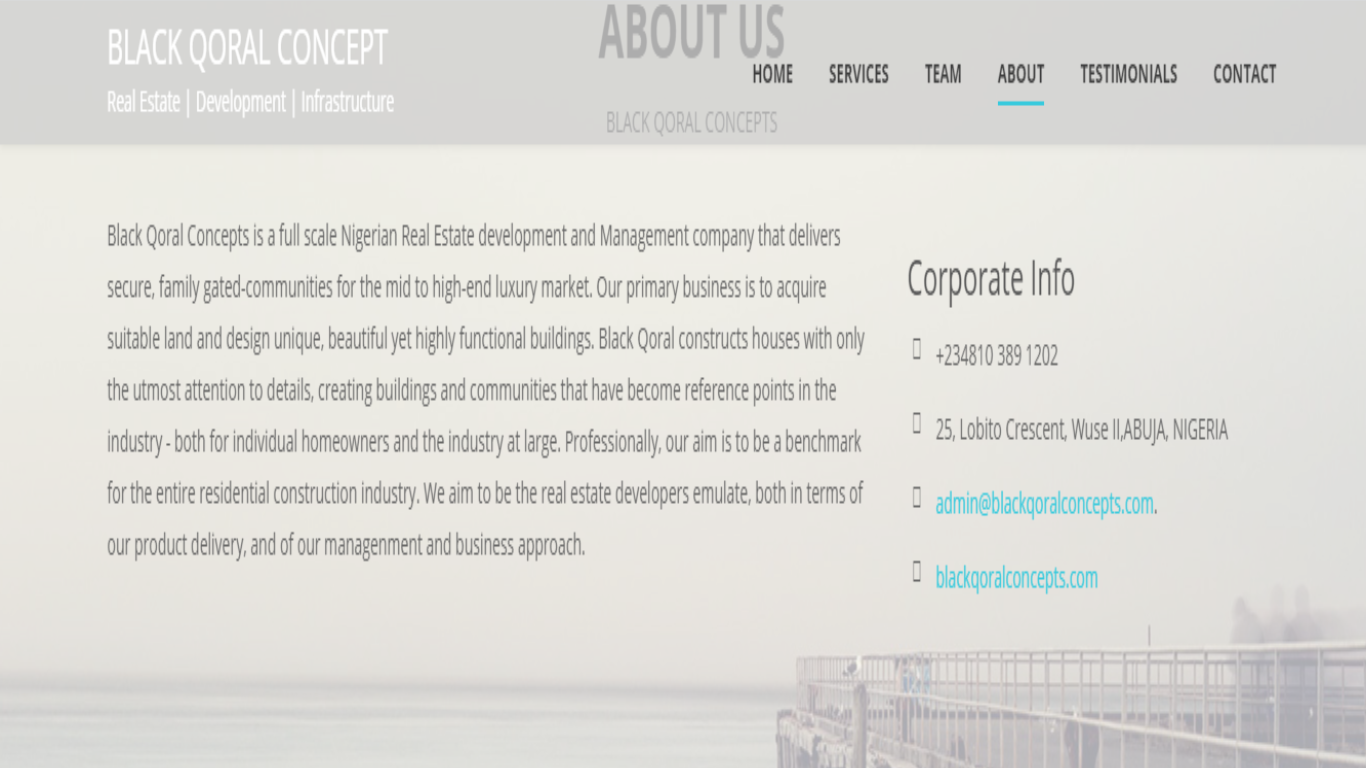 BLACK QORAL CONCEPT
Real Estate | Development | Infrastructure
ABOUT US
BLACK QORAL CONCEPTS
HOME SERVICES TEAM ABOUT TESTIMONIALS CONTACT
Black Qoral Concepts is a full scale Nigerian Real Estate development and Management company that delivers
secure, family gated-communities for the mid to high-end luxury market. Our primary business is to acquire
suitable land and design unique, beautiful yet highly functional buildings. Black Qoral constructs houses with only
the utmost attention to details, creating buildings and communities that have become reference points in the
industry - both for individual homeowners and the industry at large. Professionally, our aim is to be a benchmark
for the entire residential construction industry. We aim to be the real estate developers emulate, both in terms of
our product delivery, and of our managenment and business approach.
Corporate Info
+234810 389 1202
25, Lobito Crescent, Wuse II,ABUJA, NIGERIA
admin@blackqoralconcepts.com.
blackqoralconcepts.com